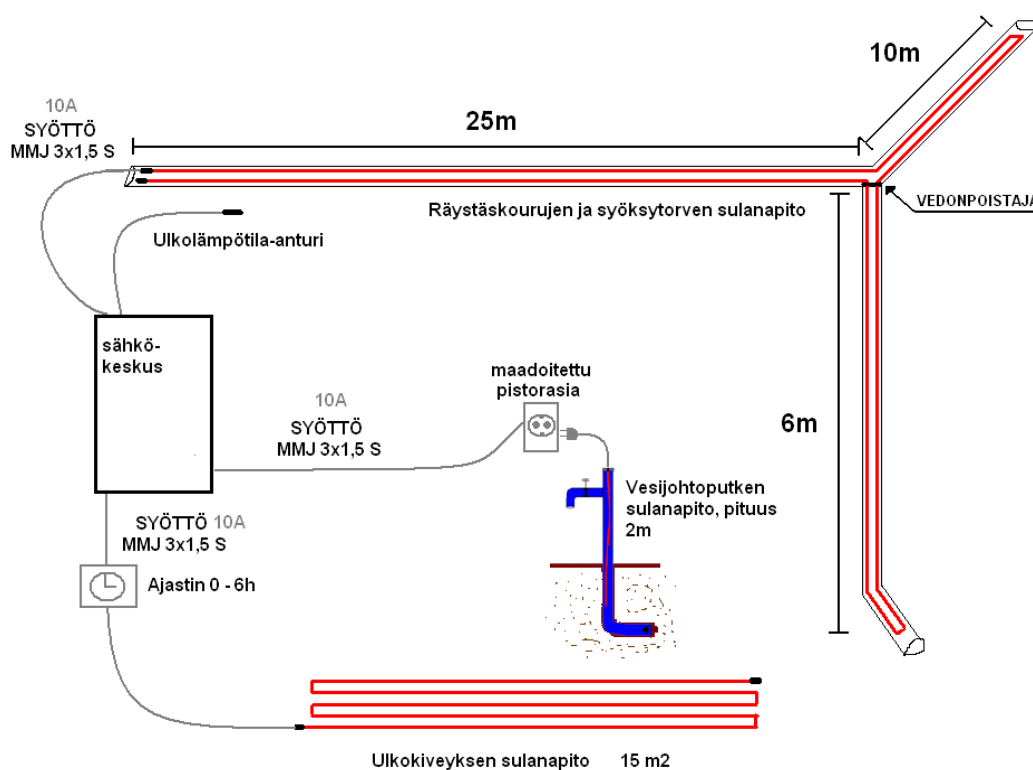 10m
10A
SYÖTTÖ
MMJ 3x1,5 S
25m
Räystäskourujen ja syöksytorven sulanapito
VEDONPOISTAJA
Ulkolämpötila-anturi
sähkö-
keskus
maadoitettu
pistorasia
10A
SYÖTTÖ
MMJ 3x1,5 S
6m
Vesijohtoputken
sulanapito, pituus
2m
SYÖTTÖ 10A
MMJ 3x1,5 S
Ajastin 0 - 6h
Ulkokiveyksen sulanapito 15 m2